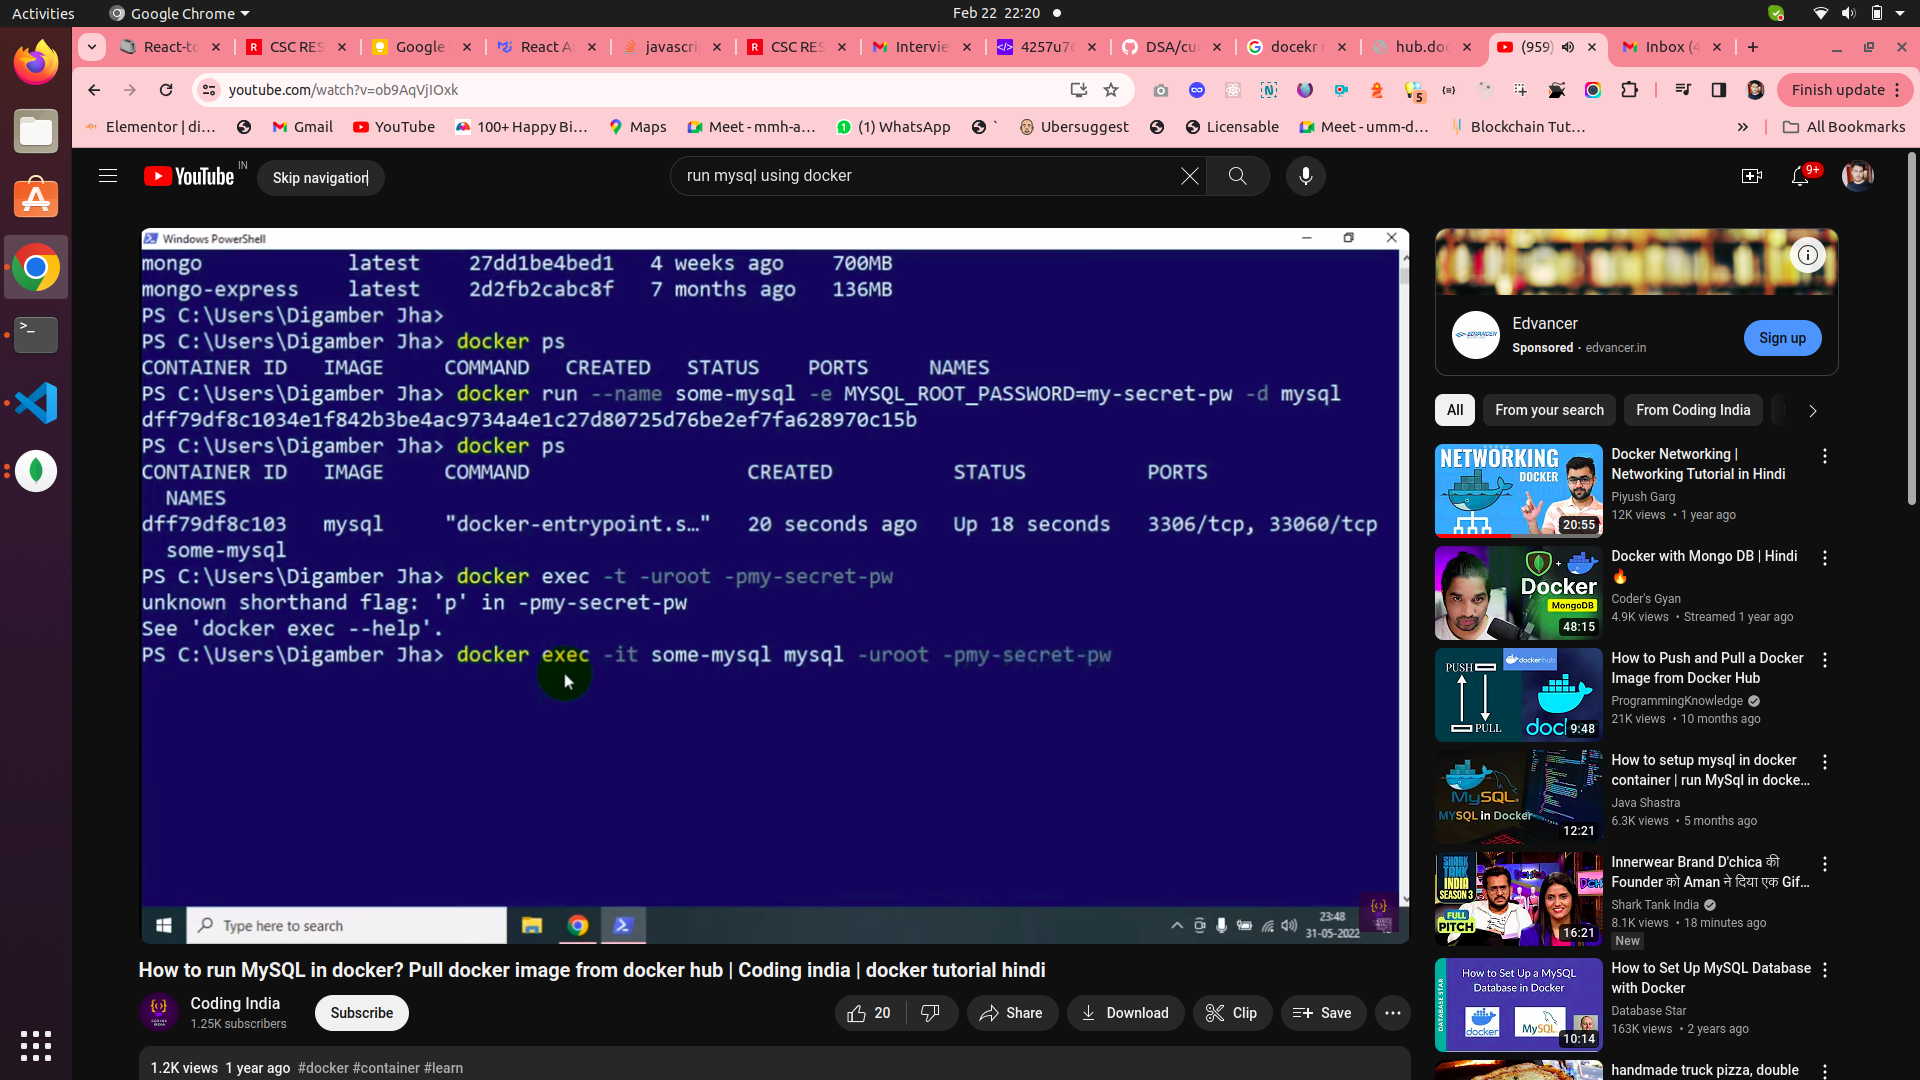 Activities
Google Chrome
Feb 22 22:20
React-to
CSC RES
Google
React A
javascri
CSC RES
Intervie
4257u7
DSA/cu
docekr
hub.doc
(959)
Inbox (4
youtube.com/watch?v=ob9AqVjIOxk
5
Finish update
Elementor | di...
Gmail
YouTube
100+ Happy Bi...
Maps
Meet - mmh-a...
(1) WhatsApp
`
Ubersuggest
Licensable
Meet - umm-d...
Blockchain Tut...
»
All Bookmarks
YouTube IN
Skip navigation
run mysql using docker
9+
Windows PowerShell
mongo latest 27dd1be4bed1 4 weeks ago 700MB
mongo-express latest 2d2fb2cabc8f 7 months ago 136MB
PS C:\Users\Digamber Jha>
PS C:\Users\Digamber Jha> docker ps
CONTAINER ID IMAGE COMMAND CREATED STATUS PORTS NAMES
PS C:\Users\Digamber Jha> docker run --name some-mysql -e MYSQL_ROOT_PASSWORD=my-secret-pw -d mysql
dff79df8c1034e1f842b3be4ac9734a4e1c27d80725d76be2ef7fa628970c15b
PS C:\Users\Digamber Jha> docker ps
CONTAINER ID IMAGE COMMAND CREATED STATUS PORTS
NAMES
dff79df8c103 mysql "docker-entrypoint.s…" 20 seconds ago Up 18 seconds 3306/tcp, 33060/tcp
some-mysql
PS C:\Users\Digamber Jha> docker exec -t -uroot -pmy-secret-pw
unknown shorthand flag: 'p' in -pmy-secret-pw
See 'docker exec --help'.
PS C:\Users\Digamber Jha> docker exec -it some-mysql mysql -uroot -pmy-secret-pw
Type here to search
23:48
31-05-2022
How to run MySQL in docker? Pull docker image from docker hub | Coding india | docker tutorial hindi
Coding India
1.25K subscribers
Subscribe
20
Share
Download
Clip
Save
1.2K views 1 year ago #docker #container #learn
Edvancer
Sponsored · edvancer.in
Sign up
All
From your search
From Coding India
NETWORKING
DOCKER
20:55
Docker Networking |
Networking Tutorial in Hindi
Piyush Garg
12K views • 1 year ago
Docker
MongoDB
48:15
Docker with Mongo DB | Hindi
🔥
Coder's Gyan
4.9K views • Streamed 1 year ago
PUSH
dockerhub
PULL
9:48
How to Push and Pull a Docker
Image from Docker Hub
ProgrammingKnowledge
21K views • 10 months ago
MySQL
MYSQL in Docker
12:21
How to setup mysql in docker
container | run MySql in docke...
Java Shastra
6.3K views • 5 months ago
SHARK
TANK
INDIA
SEASON 3
FULL
PITCH
16:21
Innerwear Brand D'chica की
Founder को Aman ने दिया एक Gif...
Shark Tank India
8.1K views • 18 minutes ago
New
DATABASE STAR
How to Set Up a MySQL
Database in Docker
docker
MySQL
10:14
How to Set Up MySQL Database
with Docker
Database Star
163K views • 2 years ago
handmade truck pizza, double